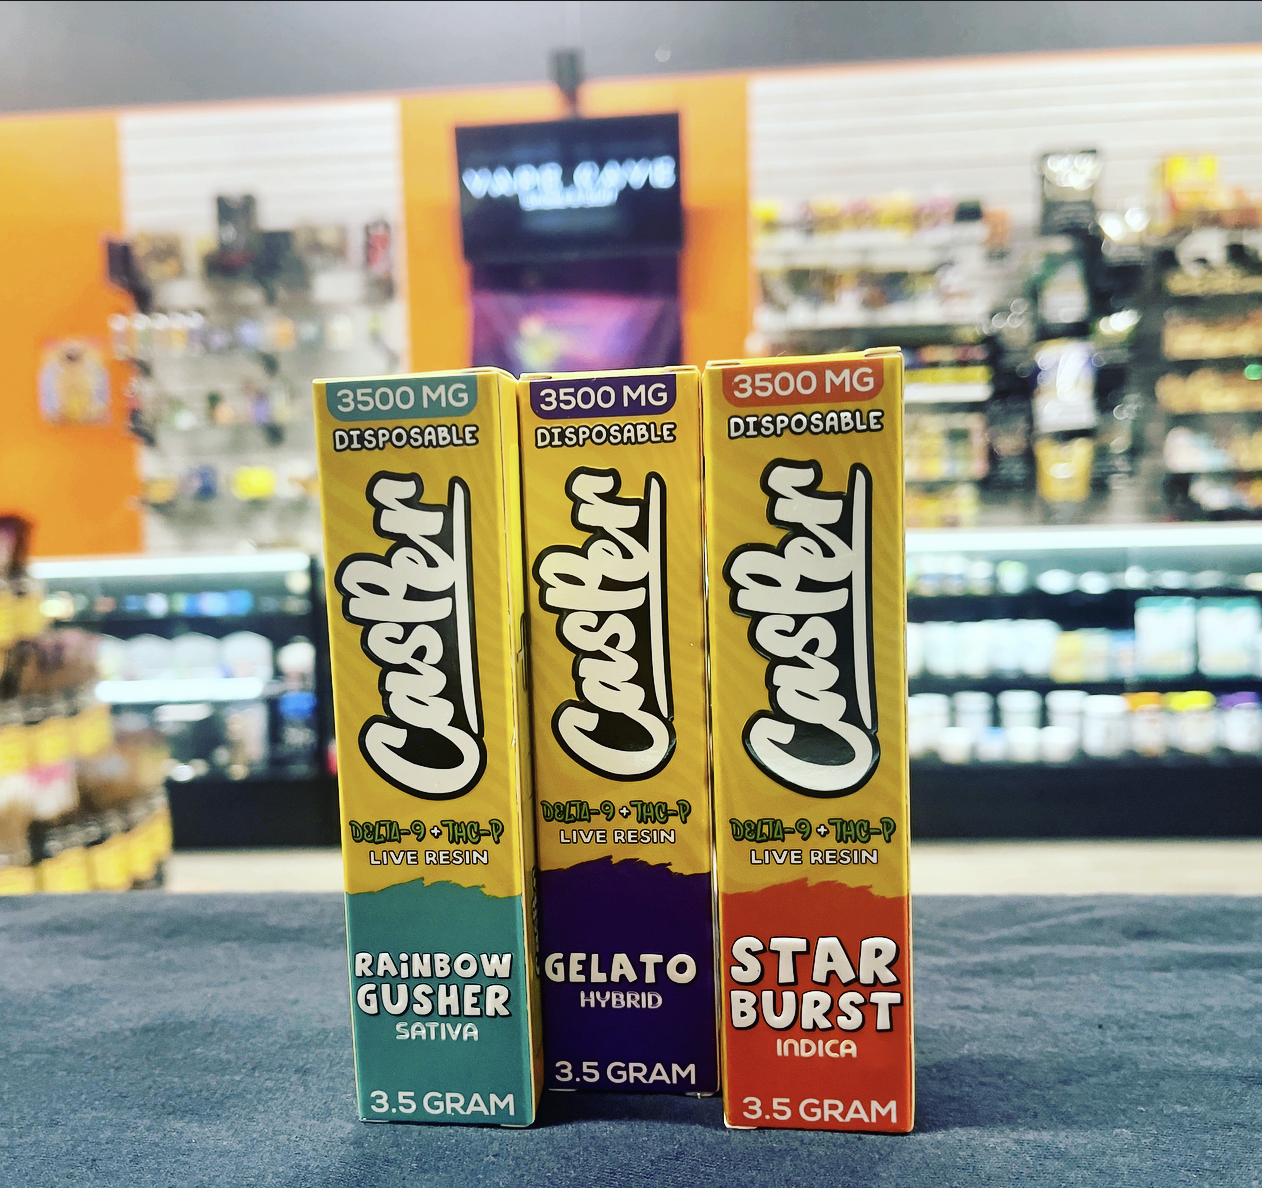 VAPE CAVE
3500 MG
DISPOSABLE
Casper
DELTA-9 + THC-P
LIVE RESIN
RAINBOW
GUSHER
SATIVA
3.5 GRAM
3500 MG
DISPOSABLE
Casper
DELTA-9 + THC-P
LIVE RESIN
GELATO
HYBRID
3.5 GRAM
3500 MG
DISPOSABLE
Casper
DELTA-9 + THC-P
LIVE RESIN
STAR
BURST
INDICA
3.5 GRAM